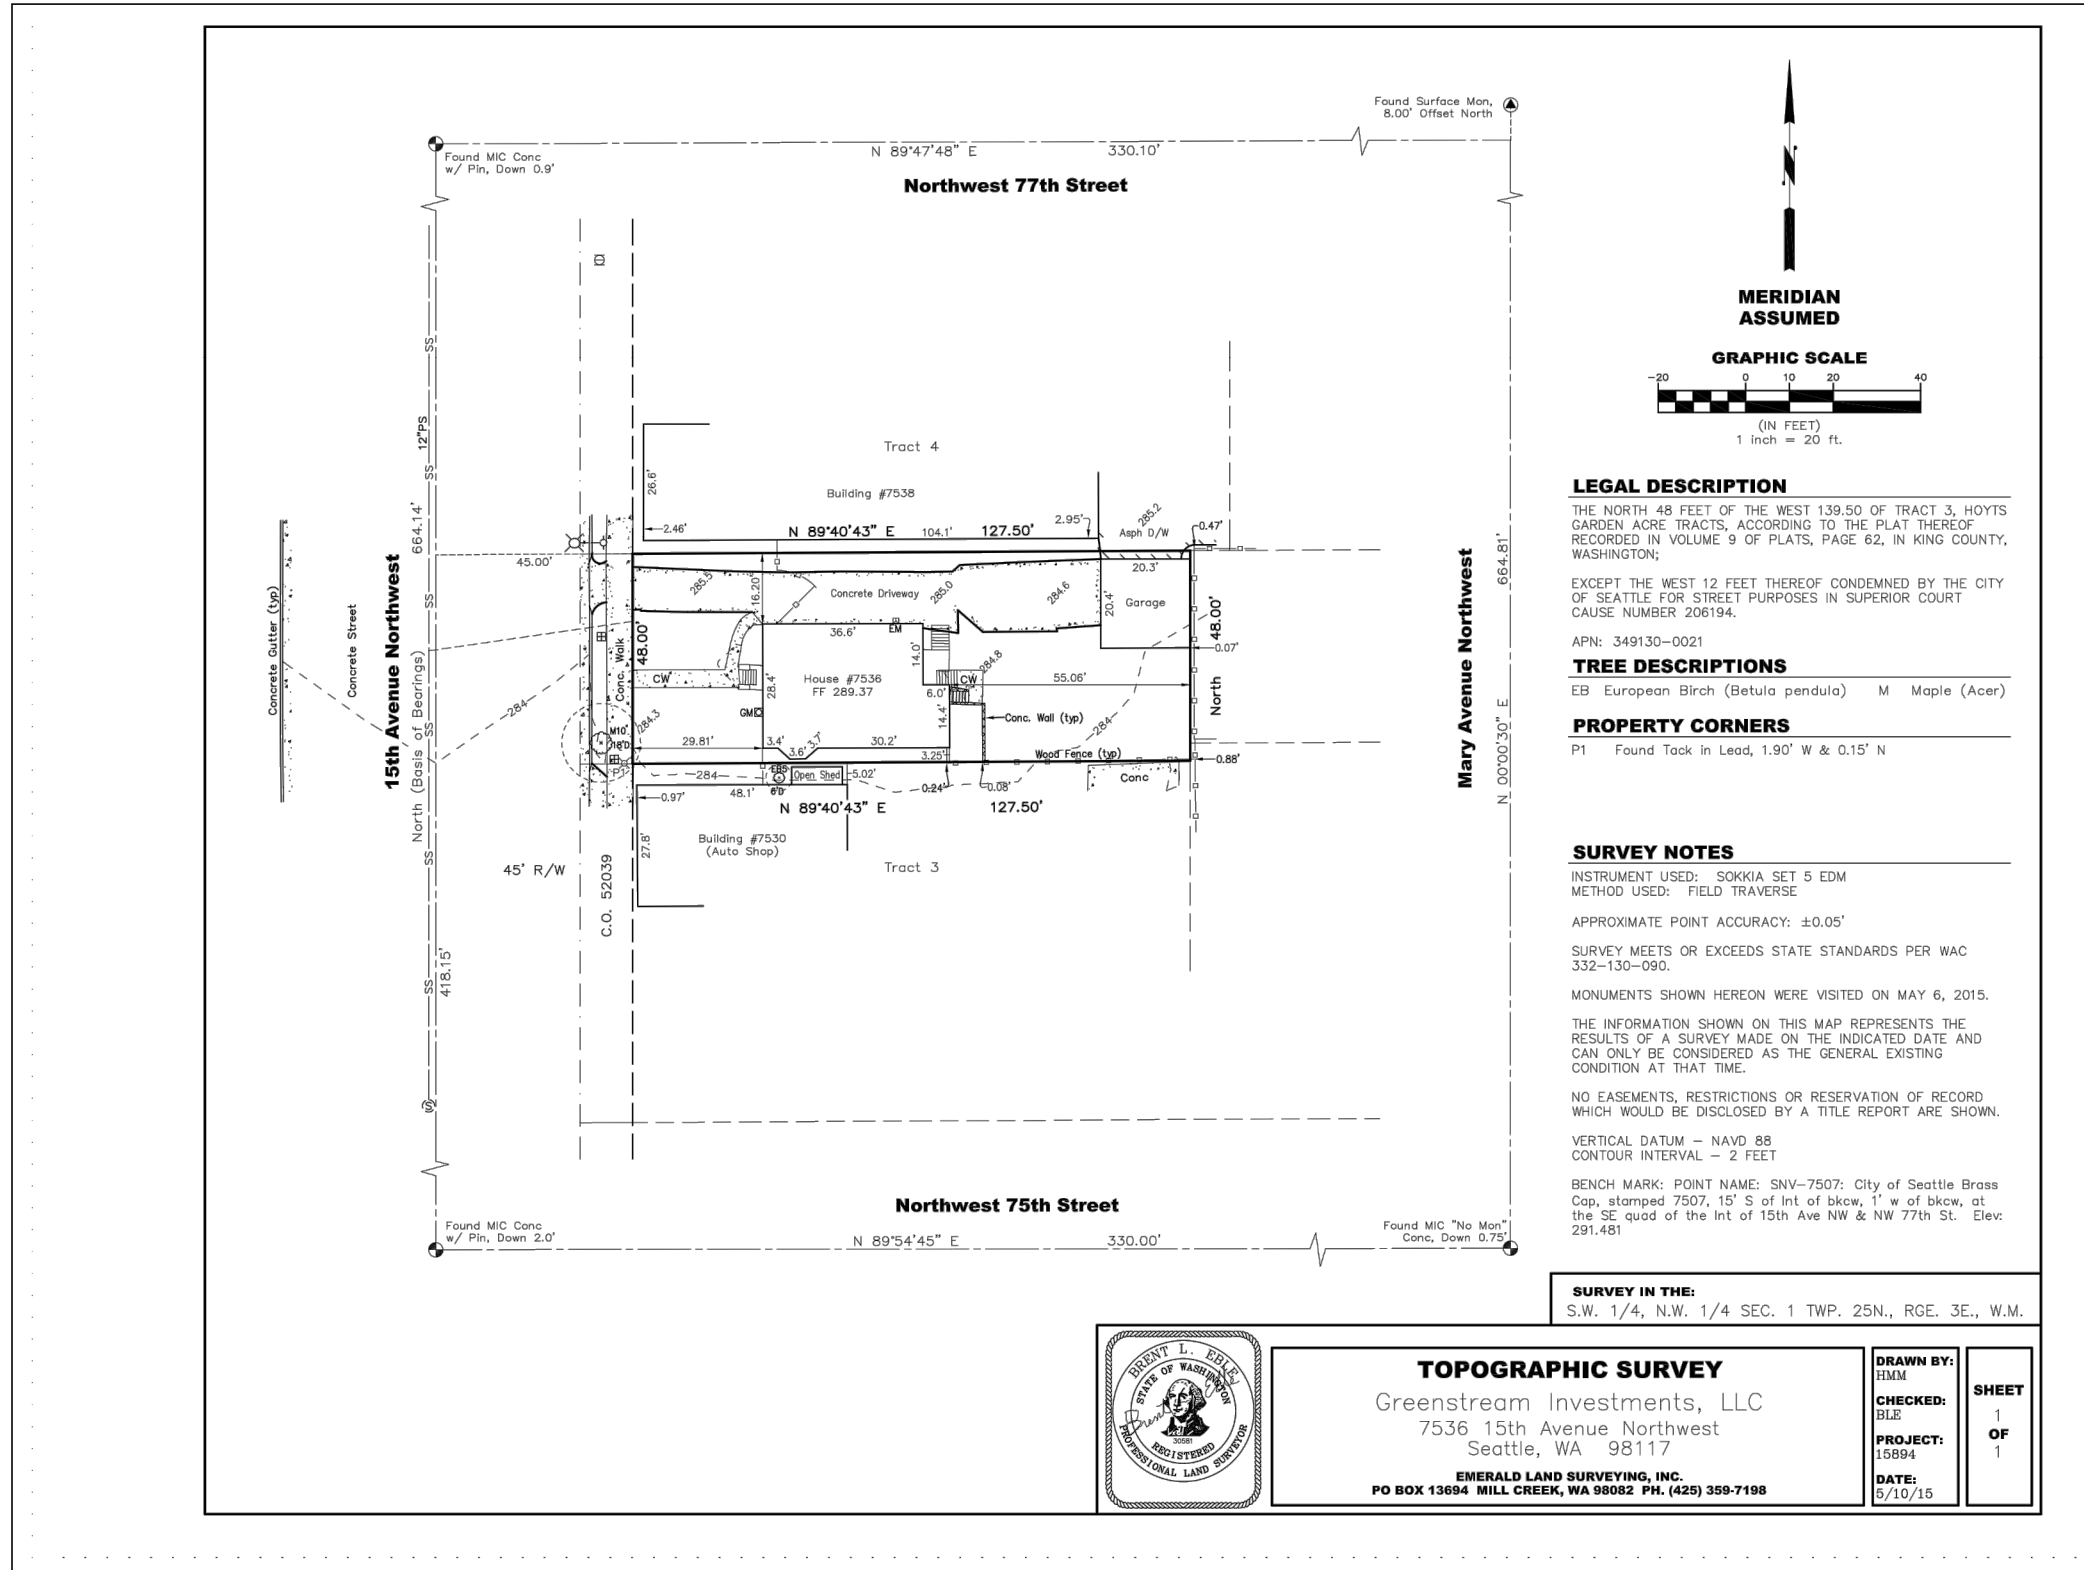 Found Surface Mon,
8.00' Offset North
Found MIC Conc
w/ Pin, Down 0.9'
N 89°47'48" E 330.10'
Northwest 77th Street
N
MERIDIAN
ASSUMED
GRAPHIC SCALE
-20 0 10 20 40
(IN FEET)
1 inch = 20 ft.
SS
12"PS
SS
664.14'
SS
SS
SS
SS
418.15'
S
15th Avenue Northwest
North (Basis of Bearings)
Concrete Gutter (typ)
Concrete Street
Tract 4
Building #7538
26.6'
2.46'
N 89°40'43" E 104.1' 127.50'
2.95'
285.2
Asph D/W
0.47'
45.00'
285.5
16.20'
Concrete Driveway
285.0
284.6
20.3'
20.4'
Garage
48.00'
North
0.07'
EM
36.6'
14.0'
48.00'
Conc. Walk
CW
House #7536
FF 289.37
28.4'
GM
284.8
CW
6.0'
55.06'
14.4'
Conc. Wall (typ)
284
284
284.3
M10"
18'D
P1
29.81'
3.4'
3.6'
3.7'
30.2'
3.25'
Wood Fence (typ)
0.88'
284
EB5
6'D
Open Shed
5.02'
0.24'
0.08'
Conc
0.97'
48.1'
N 89°40'43" E 127.50'
27.8'
Building #7530
(Auto Shop)
Tract 3
45' R/W
C.O. 52039
Mary Avenue Northwest
664.81'
N 00°00'30" E
Northwest 75th Street
Found MIC Conc
w/ Pin, Down 2.0'
N 89°54'45" E 330.00'
Found MIC "No Mon"
Conc, Down 0.75'
LEGAL DESCRIPTION
THE NORTH 48 FEET OF THE WEST 139.50 OF TRACT 3, HOYTS
GARDEN ACRE TRACTS, ACCORDING TO THE PLAT THEREOF
RECORDED IN VOLUME 9 OF PLATS, PAGE 62, IN KING COUNTY,
WASHINGTON;
EXCEPT THE WEST 12 FEET THEREOF CONDEMNED BY THE CITY
OF SEATTLE FOR STREET PURPOSES IN SUPERIOR COURT
CAUSE NUMBER 206194.
APN: 349130-0021
TREE DESCRIPTIONS
EB European Birch (Betula pendula) M Maple (Acer)
PROPERTY CORNERS
P1 Found Tack in Lead, 1.90' W & 0.15' N
SURVEY NOTES
INSTRUMENT USED: SOKKIA SET 5 EDM
METHOD USED: FIELD TRAVERSE
APPROXIMATE POINT ACCURACY: ±0.05'
SURVEY MEETS OR EXCEEDS STATE STANDARDS PER WAC
332-130-090.
MONUMENTS SHOWN HEREON WERE VISITED ON MAY 6, 2015.
THE INFORMATION SHOWN ON THIS MAP REPRESENTS THE
RESULTS OF A SURVEY MADE ON THE INDICATED DATE AND
CAN ONLY BE CONSIDERED AS THE GENERAL EXISTING
CONDITION AT THAT TIME.
NO EASEMENTS, RESTRICTIONS OR RESERVATION OF RECORD
WHICH WOULD BE DISCLOSED BY A TITLE REPORT ARE SHOWN.
VERTICAL DATUM - NAVD 88
CONTOUR INTERVAL - 2 FEET
BENCH MARK: POINT NAME: SNV-7507: City of Seattle Brass
Cap, stamped 7507, 15' S of Int of bkcw, 1' w of bkcw, at
the SE quad of the Int of 15th Ave NW & NW 77th St. Elev:
291.481
SURVEY IN THE:
S.W. 1/4, N.W. 1/4 SEC. 1 TWP. 25N., RGE. 3E., W.M.
BRENT L. EBLE
STATE OF WASHINGTON
30581
REGISTERED
PROFESSIONAL LAND SURVEYOR
TOPOGRAPHIC SURVEY
Greenstream Investments, LLC
7536 15th Avenue Northwest
Seattle, WA 98117
EMERALD LAND SURVEYING, INC.
PO BOX 13694 MILL CREEK, WA 98082 PH. (425) 359-7198
DRAWN BY:
HMM
CHECKED:
BLE
PROJECT:
15894
DATE:
5/10/15
SHEET
1
OF
1